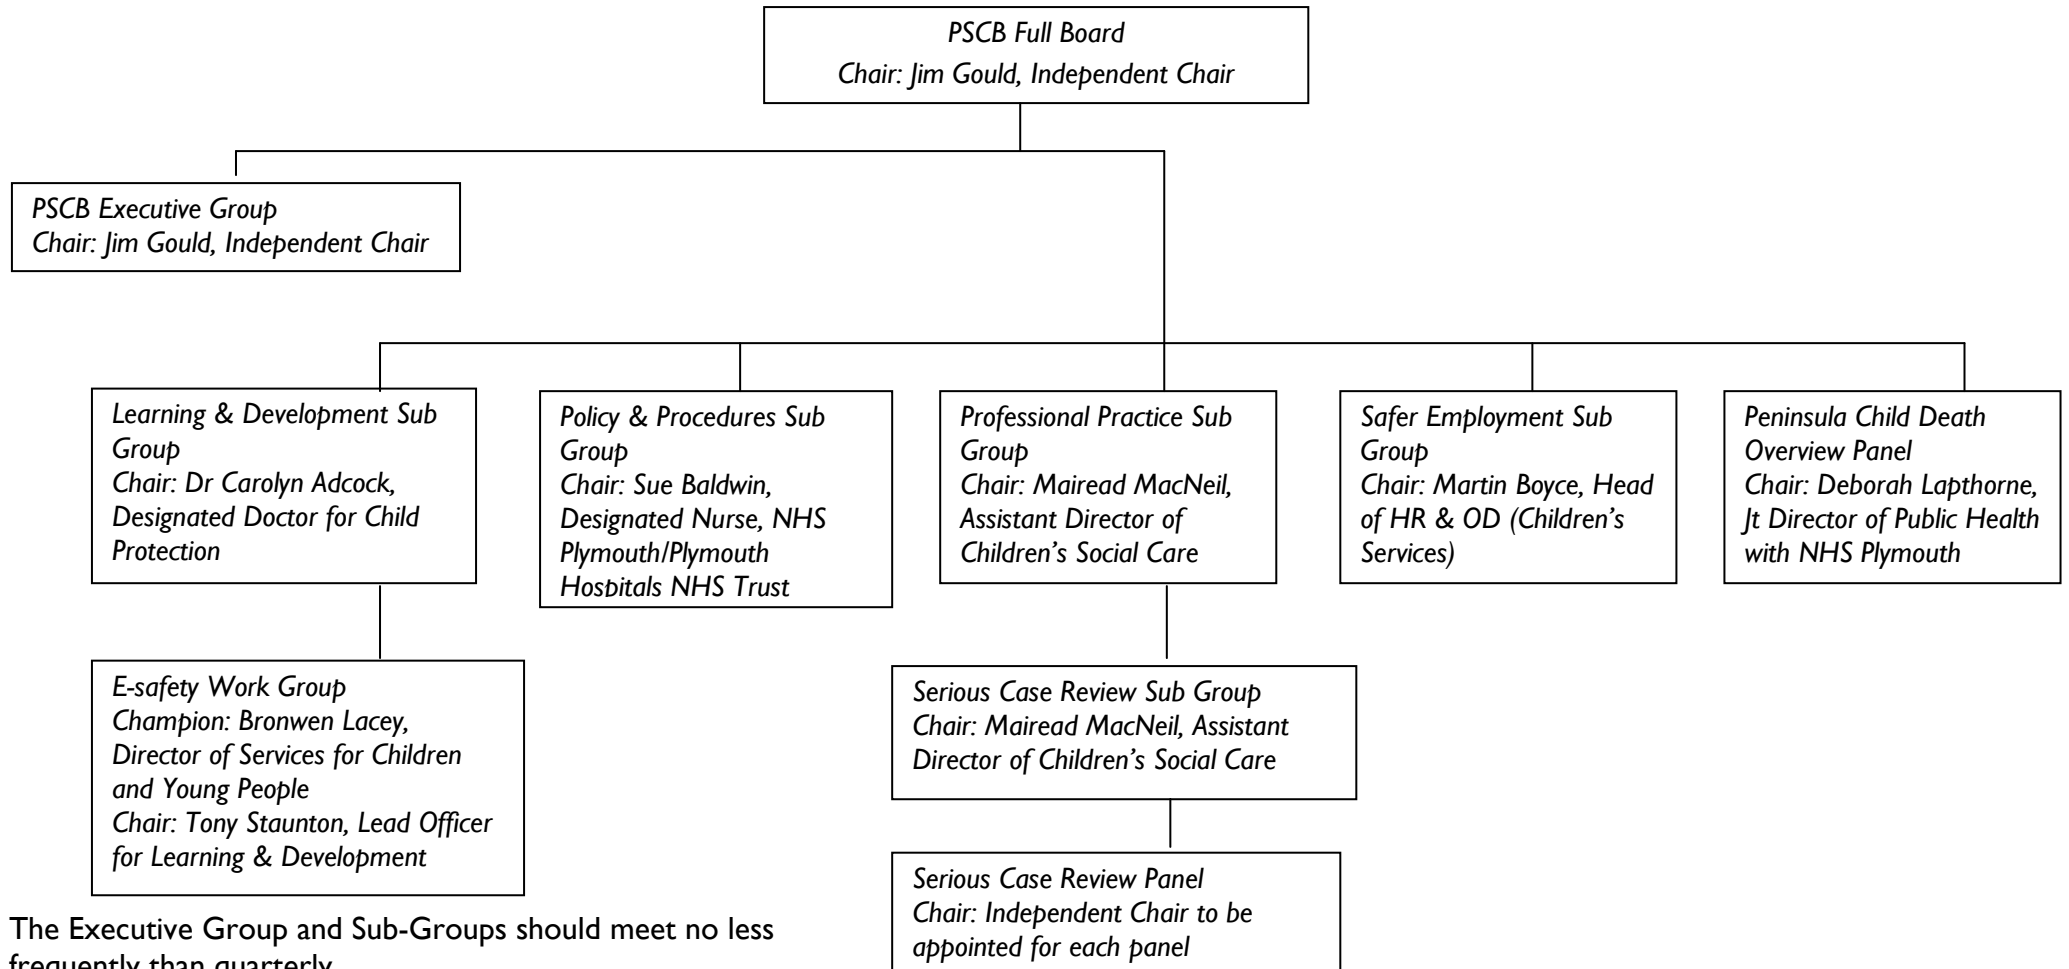 PSCB Full Board
Chair: Jim Gould, Independent Chair
PSCB Executive Group
Chair: Jim Gould, Independent Chair
Learning & Development Sub
Group
Chair: Dr Carolyn Adcock,
Designated Doctor for Child
Protection
Policy & Procedures Sub
Group
Chair: Sue Baldwin,
Designated Nurse, NHS
Plymouth/Plymouth
Hospitals NHS Trust
Professional Practice Sub
Group
Chair: Mairead MacNeil,
Assistant Director of
Children’s Social Care
Safer Employment Sub
Group
Chair: Martin Boyce, Head
of HR & OD (Children’s
Services)
Peninsula Child Death
Overview Panel
Chair: Deborah Lapthorne,
Jt Director of Public Health
with NHS Plymouth
E-safety Work Group
Champion: Bronwen Lacey,
Director of Services for Children
and Young People
Chair: Tony Staunton, Lead Officer
for Learning & Development
Serious Case Review Sub Group
Chair: Mairead MacNeil, Assistant
Director of Children’s Social Care
Serious Case Review Panel
Chair: Independent Chair to be
appointed for each panel
The Executive Group and Sub-Groups should meet no less
frequently than quarterly